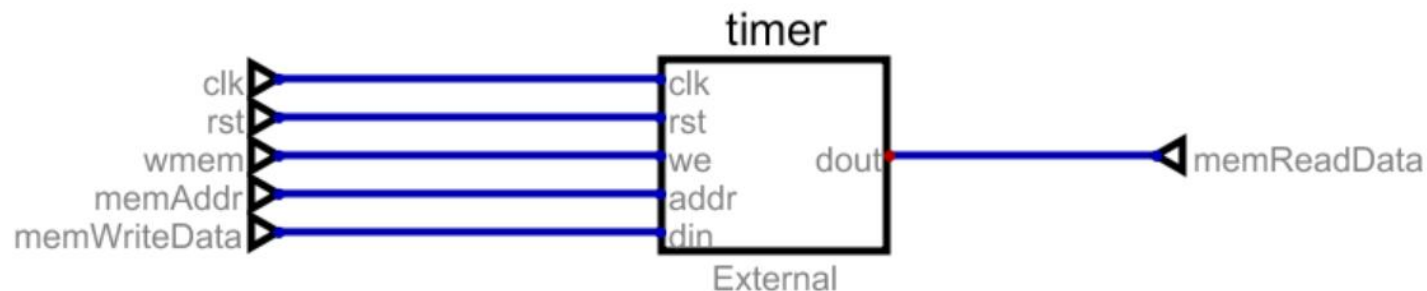 timer
clk clk
rst rst
wmem we dout memReadData
memAddr addr
memWriteData din
External